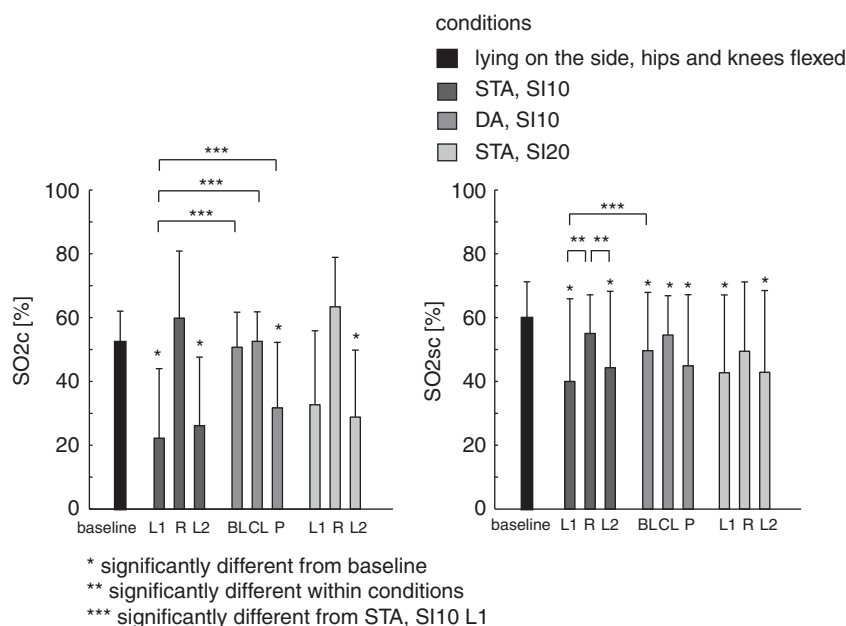 conditions
lying on the side, hips and knees flexed
STA, SI10
DA, SI10
STA, SI20
***
***
***
100
80
60
40
20
0
SO2c [%]
*
*
*
*
baseline L1 R L2 BL CL P L1 R L2
***
** **
100
80
60
40
20
0
SO2sc [%]
* * * * * * *
baseline L1 R L2 BL CL P L1 R L2
* significantly different from baseline
** significantly different within conditions
*** significantly different from STA, SI10 L1